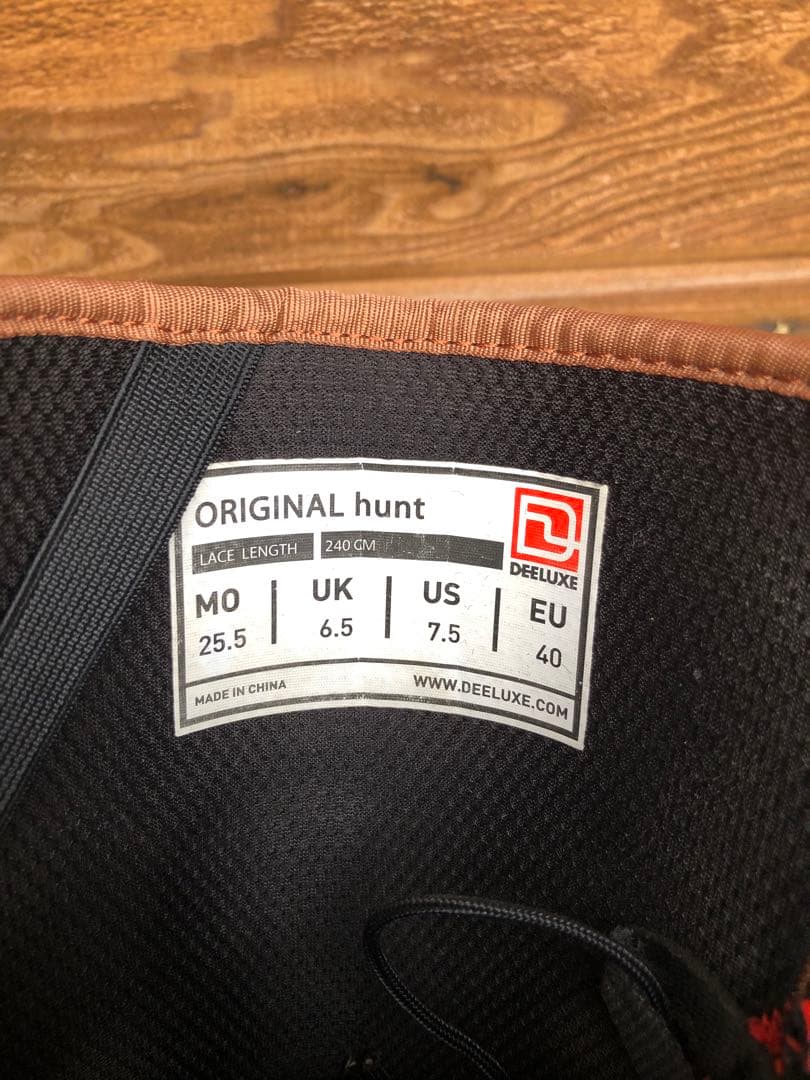 ORIGINAL hunt
DEELUXE
LACE LENGTH 240 CM
MO UK US EU
25.5 6.5 7.5 40
MADE IN CHINA WWW.DEELUXE.COM